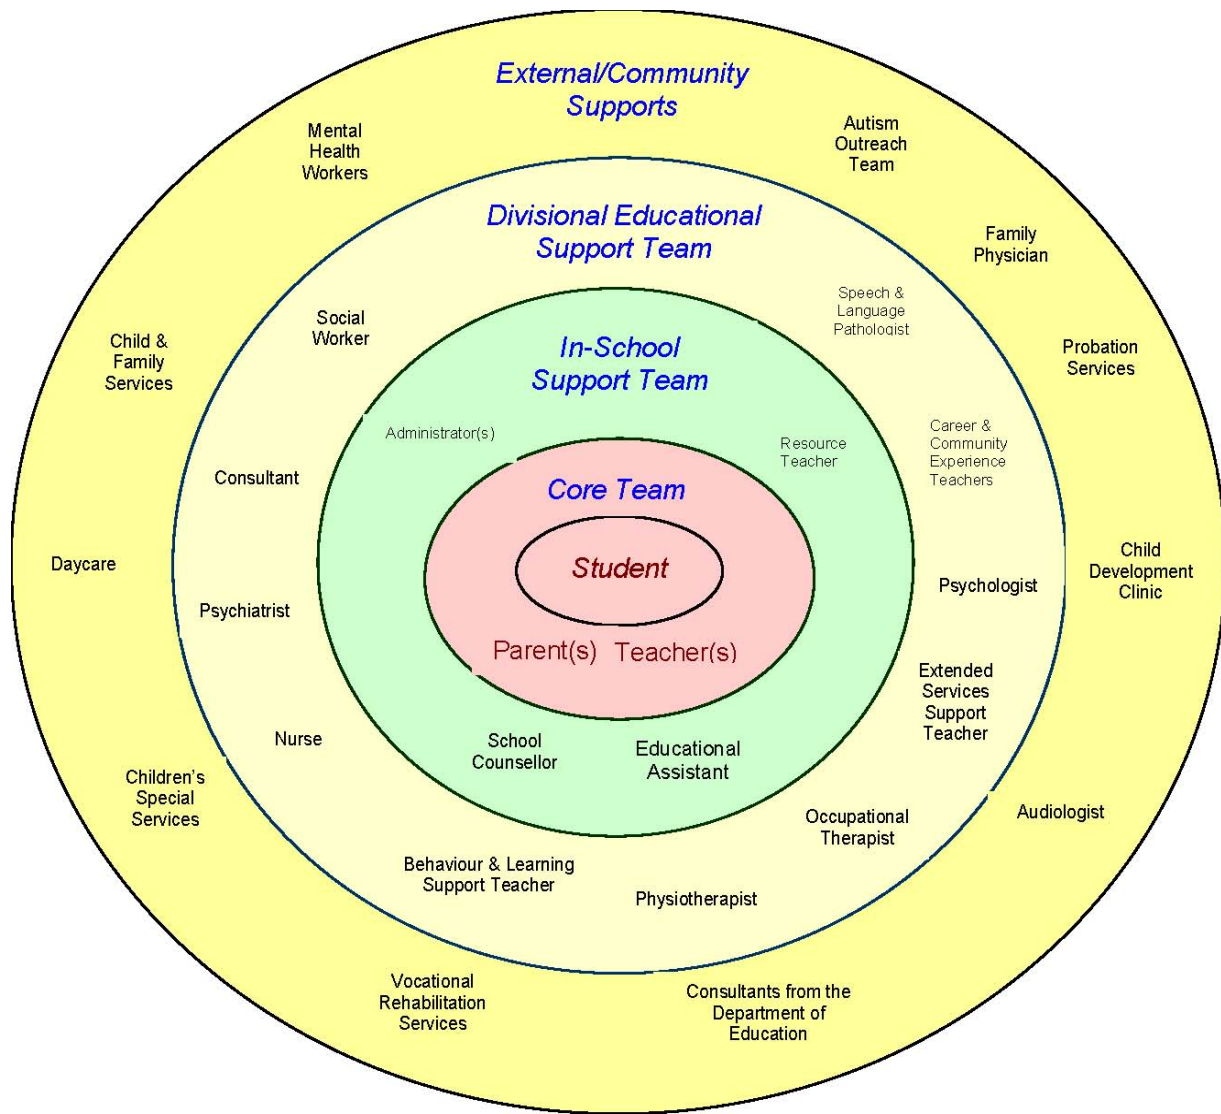 External/Community
Supports
Mental
Health
Workers
Autism
Outreach
Team
Divisional Educational
Support Team
Family
Physician
Speech &
Language
Pathologist
Social
Worker
Child &
Family
Services
In-School
Support Team
Probation
Services
Administrator(s)
Resource
Teacher
Career &
Community
Experience
Teachers
Consultant
Core Team
Daycare
Student
Child
Development
Clinic
Psychologist
Psychiatrist
Parent(s) Teacher(s)
Extended
Services
Support
Teacher
Nurse
School
Counsellor
Educational
Assistant
Children's
Special
Services
Audiologist
Occupational
Therapist
Behaviour & Learning
Support Teacher
Physiotherapist
Vocational
Rehabilitation
Services
Consultants from the
Department of
Education